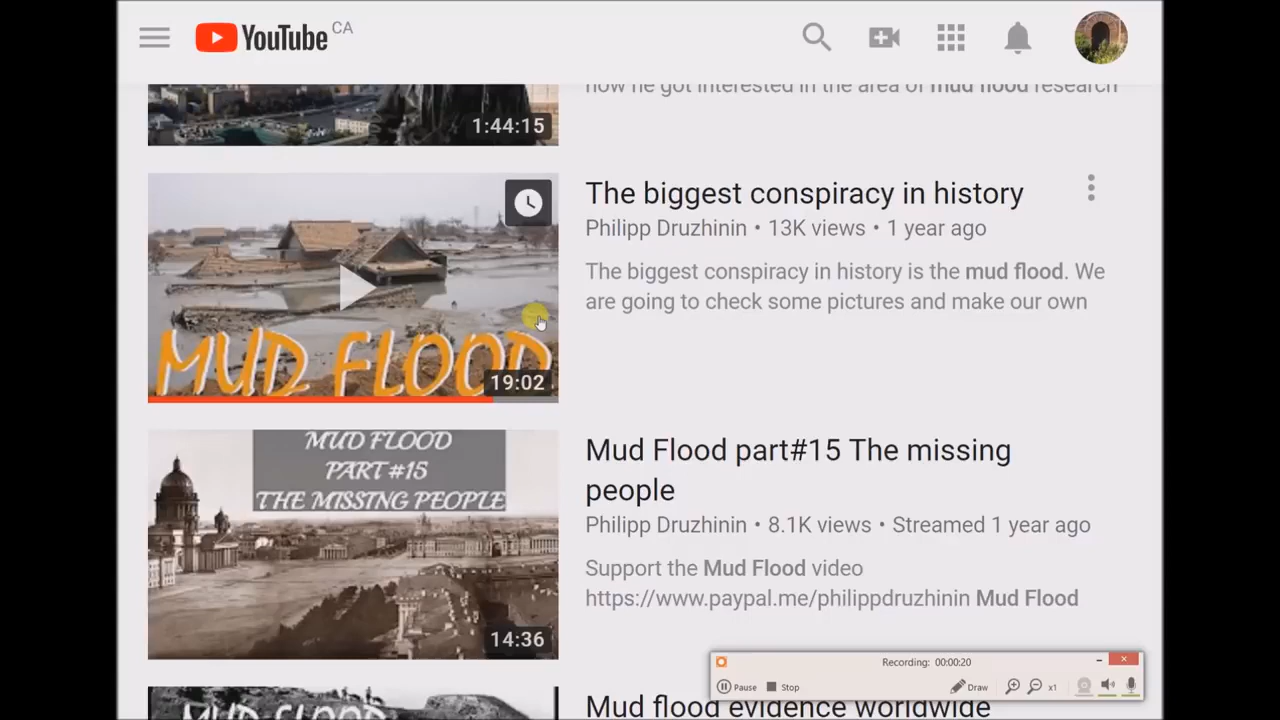 YouTube CA
how he got interested in the area of mud flood research
1:44:15
The biggest conspiracy in history
Philipp Druzhinin • 13K views • 1 year ago
The biggest conspiracy in history is the mud flood. We
are going to check some pictures and make our own
MUD FLOOD
19:02
MUD FLOOD
PART #15
THE MISSING PEOPLE
14:36
Mud Flood part#15 The missing
people
Philipp Druzhinin • 8.1K views • Streamed 1 year ago
Support the Mud Flood video
https://www.paypal.me/philippdruzhinin Mud Flood
Recording: 00:00:20
Pause Stop Draw x1
MUD FLOOD
Mud flood evidence worldwide